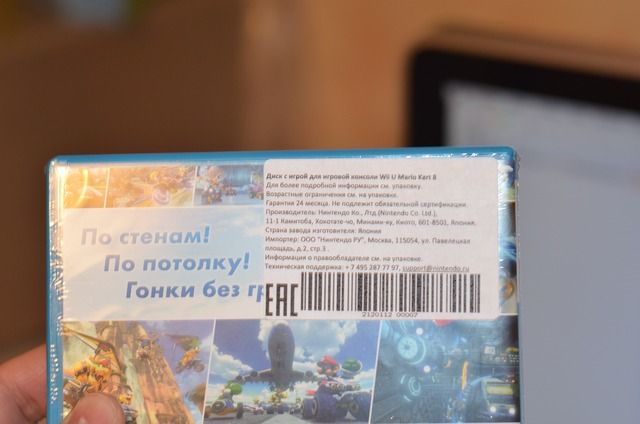 Диск с игрой для игровой консоли Wii U Mario Kart 8
Для более подробной информации см. упаковку.
Возрастные ограничения см. на упаковке.
Гарантия 24 месяца. Не подлежит обязательной сертификации.
Производитель: Нинтендо Ко., Лтд.(Nintendo Co. Ltd.),
11-1 Камитоба, Хокотате-чо, Минами-ку, Киото, 601-8501, Япония.
Страна завода изготовителя: Япония
Импортер: ООО "Нинтендо РУ", Москва, 115054, ул. Павелецкая
площадь, д.2, стр.3 .
Информация о правообладателе см. на упаковке.
Техническая поддержка: +7 495 287 77 97, support@nintendo.ru
EAC
2120112 00007
По стенам!
По потолку!
Гонки без гр